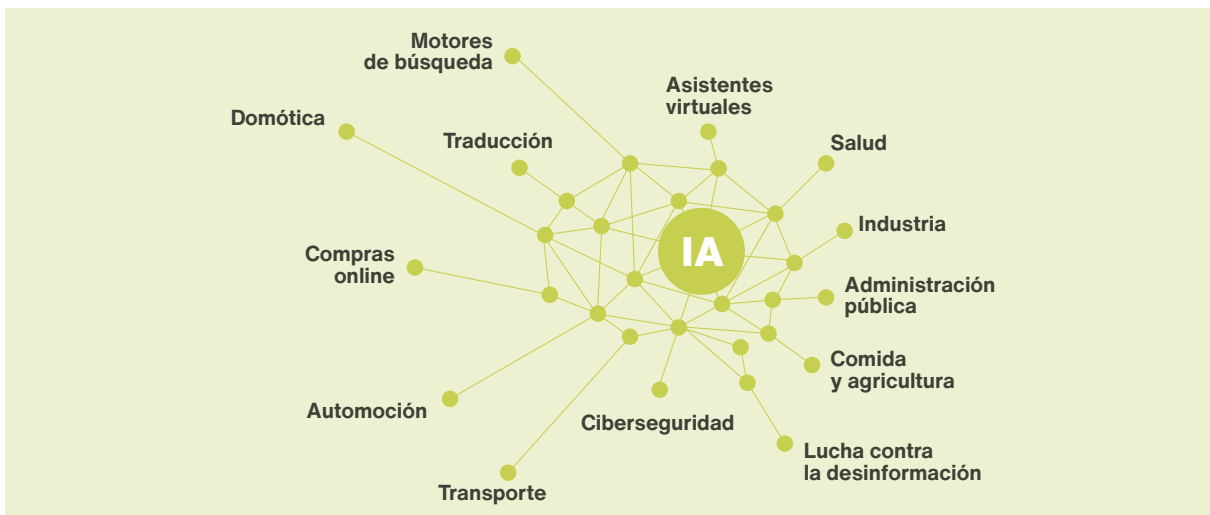 Motores
de búsqueda
Asistentes
virtuales
Domótica
Traducción
Salud
Industria
IA
Compras
online
Administración
pública
Comida
y agricultura
Automoción
Ciberseguridad
Lucha contra
la desinformación
Transporte